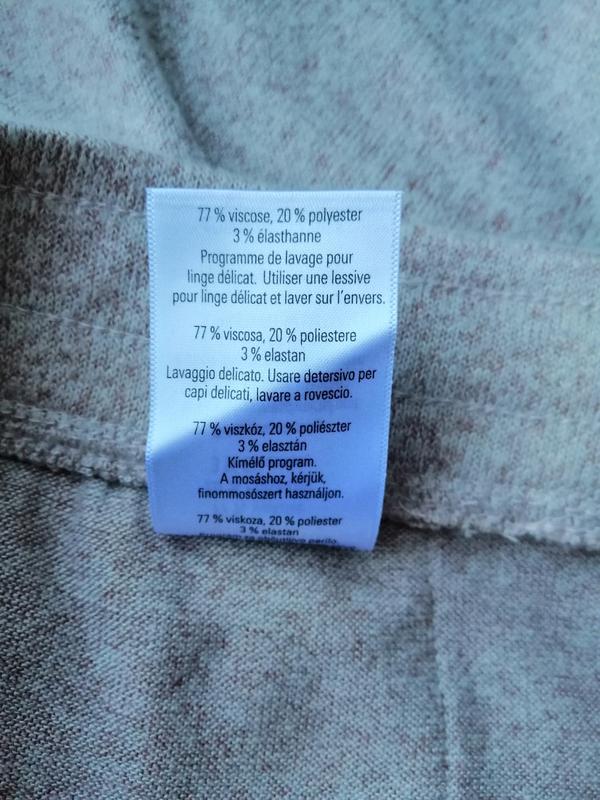 77 % viscose, 20 % polyester
3 % élasthanne
Programme de lavage pour
linge délicat. Utiliser une lessive
pour linge délicat et laver sur l'envers.
77 % viscosa, 20 % poliestere
3 % elastan
Lavaggio delicato. Usare detersivo per
capi delicati, lavare a rovescio.
77 % viszkóz, 20 % poliészter
3 % elasztán
Kímélő program.
A mosáshoz, kérjük,
finommosószert használjon.
77 % viskoza, 20 % poliester
3 % elastan